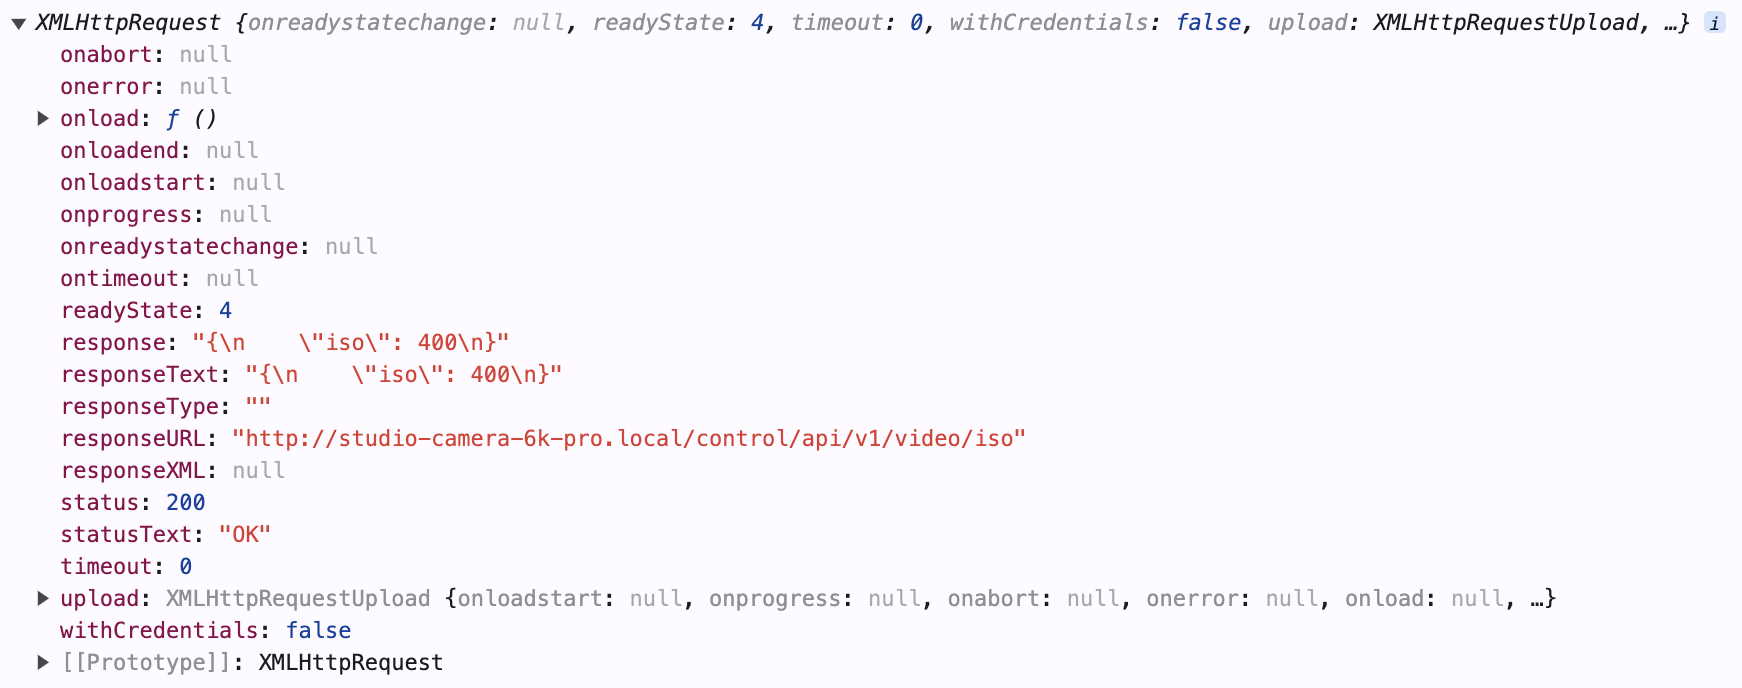 ▼ XMLHttpRequest {onreadystatechange: null, readyState: 4, timeout: 0, withCredentials: false, upload: XMLHttpRequestUpload, …} i
onabort: null
onerror: null
▶ onload: ƒ ()
onloadend: null
onloadstart: null
onprogress: null
onreadystatechange: null
ontimeout: null
readyState: 4
response: "{\n    \"iso\": 400\n}"
responseText: "{\n    \"iso\": 400\n}"
responseType: ""
responseURL: "http://studio-camera-6k-pro.local/control/api/v1/video/iso"
responseXML: null
status: 200
statusText: "OK"
timeout: 0
▶ upload: XMLHttpRequestUpload {onloadstart: null, onprogress: null, onabort: null, onerror: null, onload: null, …}
withCredentials: false
▶ [[Prototype]]: XMLHttpRequest